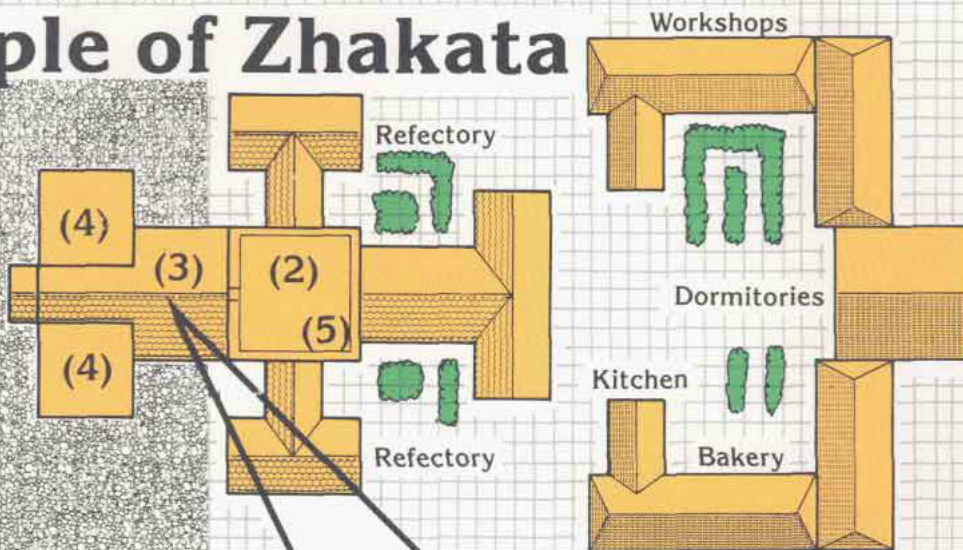 ple of Zhakata
Workshops
Refectory
(4)
(3)
(2)
Dormitories
(5)
(4)
Kitchen
Refectory
Bakery